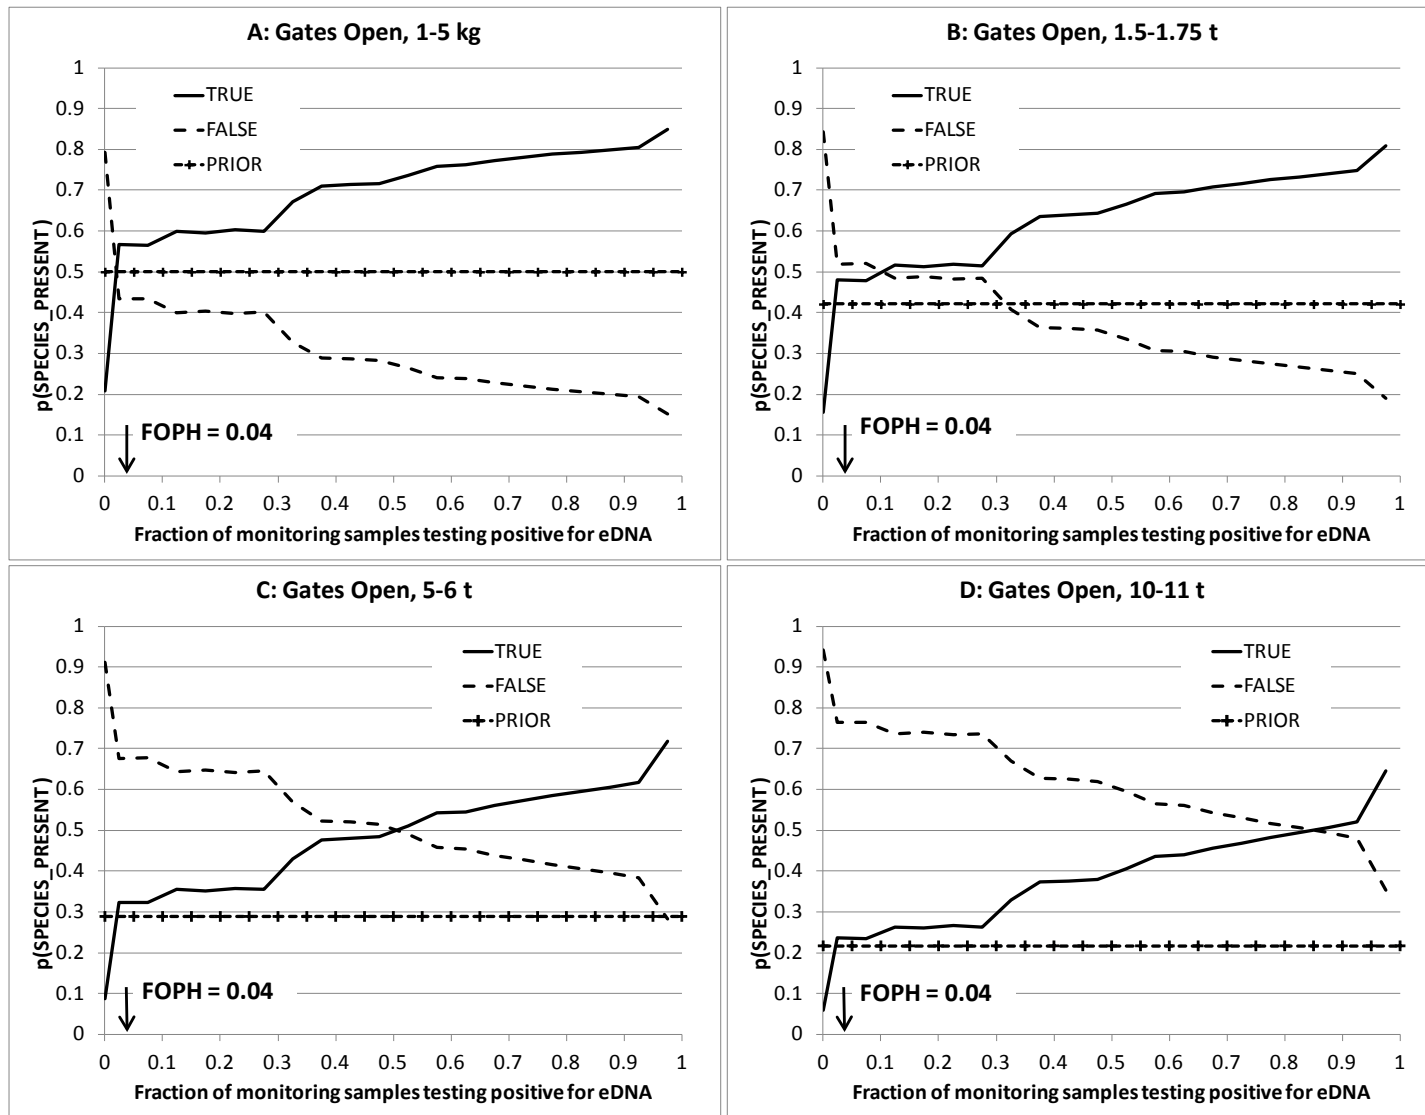 A: Gates Open, 1-5 kg
1
0.9
0.8
0.7
0.6
0.5
0.4
0.3
0.2
0.1
0
p(SPECIES_PRESENT)
TRUE
FALSE
PRIOR
FOPH = 0.04
0 0.1 0.2 0.3 0.4 0.5 0.6 0.7 0.8 0.9 1
Fraction of monitoring samples testing positive for eDNA
B: Gates Open, 1.5-1.75 t
1
0.9
0.8
0.7
0.6
0.5
0.4
0.3
0.2
0.1
0
p(SPECIES_PRESENT)
TRUE
FALSE
PRIOR
FOPH = 0.04
0 0.1 0.2 0.3 0.4 0.5 0.6 0.7 0.8 0.9 1
Fraction of monitoring samples testing positive for eDNA
C: Gates Open, 5-6 t
1
0.9
0.8
0.7
0.6
0.5
0.4
0.3
0.2
0.1
0
p(SPECIES_PRESENT)
TRUE
FALSE
PRIOR
FOPH = 0.04
0 0.1 0.2 0.3 0.4 0.5 0.6 0.7 0.8 0.9 1
Fraction of monitoring samples testing positive for eDNA
D: Gates Open, 10-11 t
1
0.9
0.8
0.7
0.6
0.5
0.4
0.3
0.2
0.1
0
p(SPECIES_PRESENT)
TRUE
FALSE
PRIOR
FOPH = 0.04
0 0.1 0.2 0.3 0.4 0.5 0.6 0.7 0.8 0.9 1
Fraction of monitoring samples testing positive for eDNA